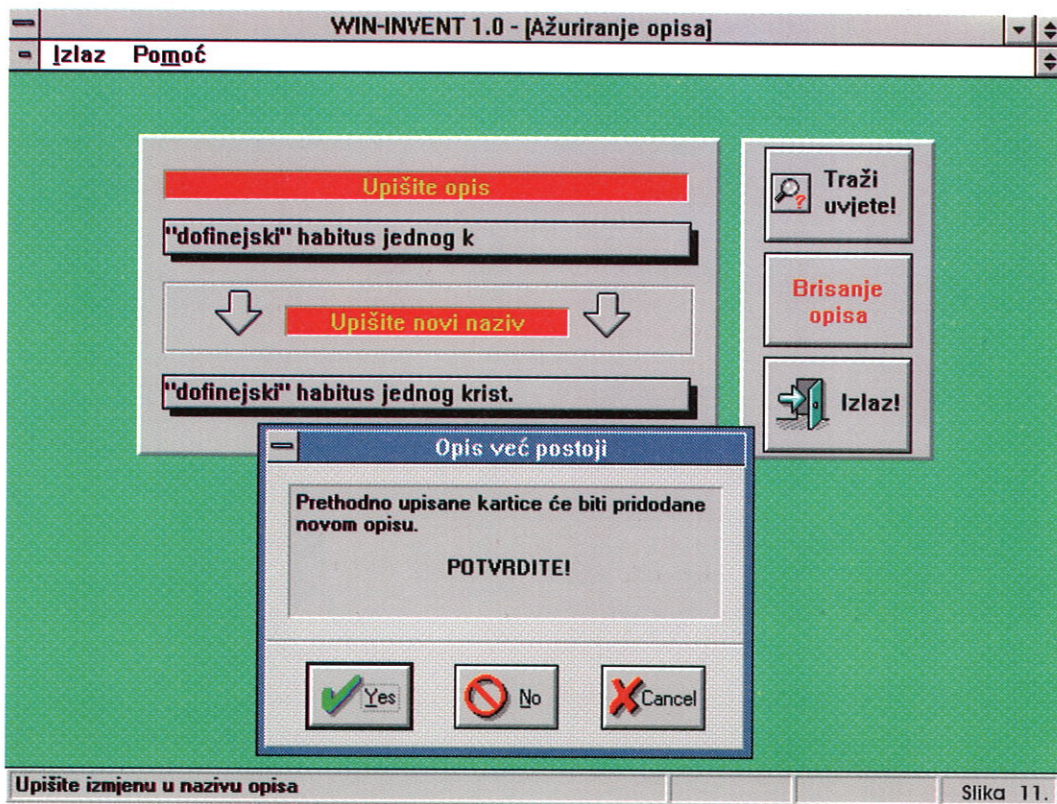 WIN-INVENT 1.0 - [Ažuriranje opisa]
Izlaz Pomoć
Upišite opis
"dofinejski" habitus jednog k
Upišite novi naziv
"dofinejski" habitus jednog krist.
Traži
uvjete!
Brisanje
opisa
Izlaz!
Opis već postoji
Prethodno upisane kartice će biti pridodane
novom opisu.
POTVRDITE!
Yes
No
Cancel
Upišite izmjenu u nazivu opisa
Slika 11.